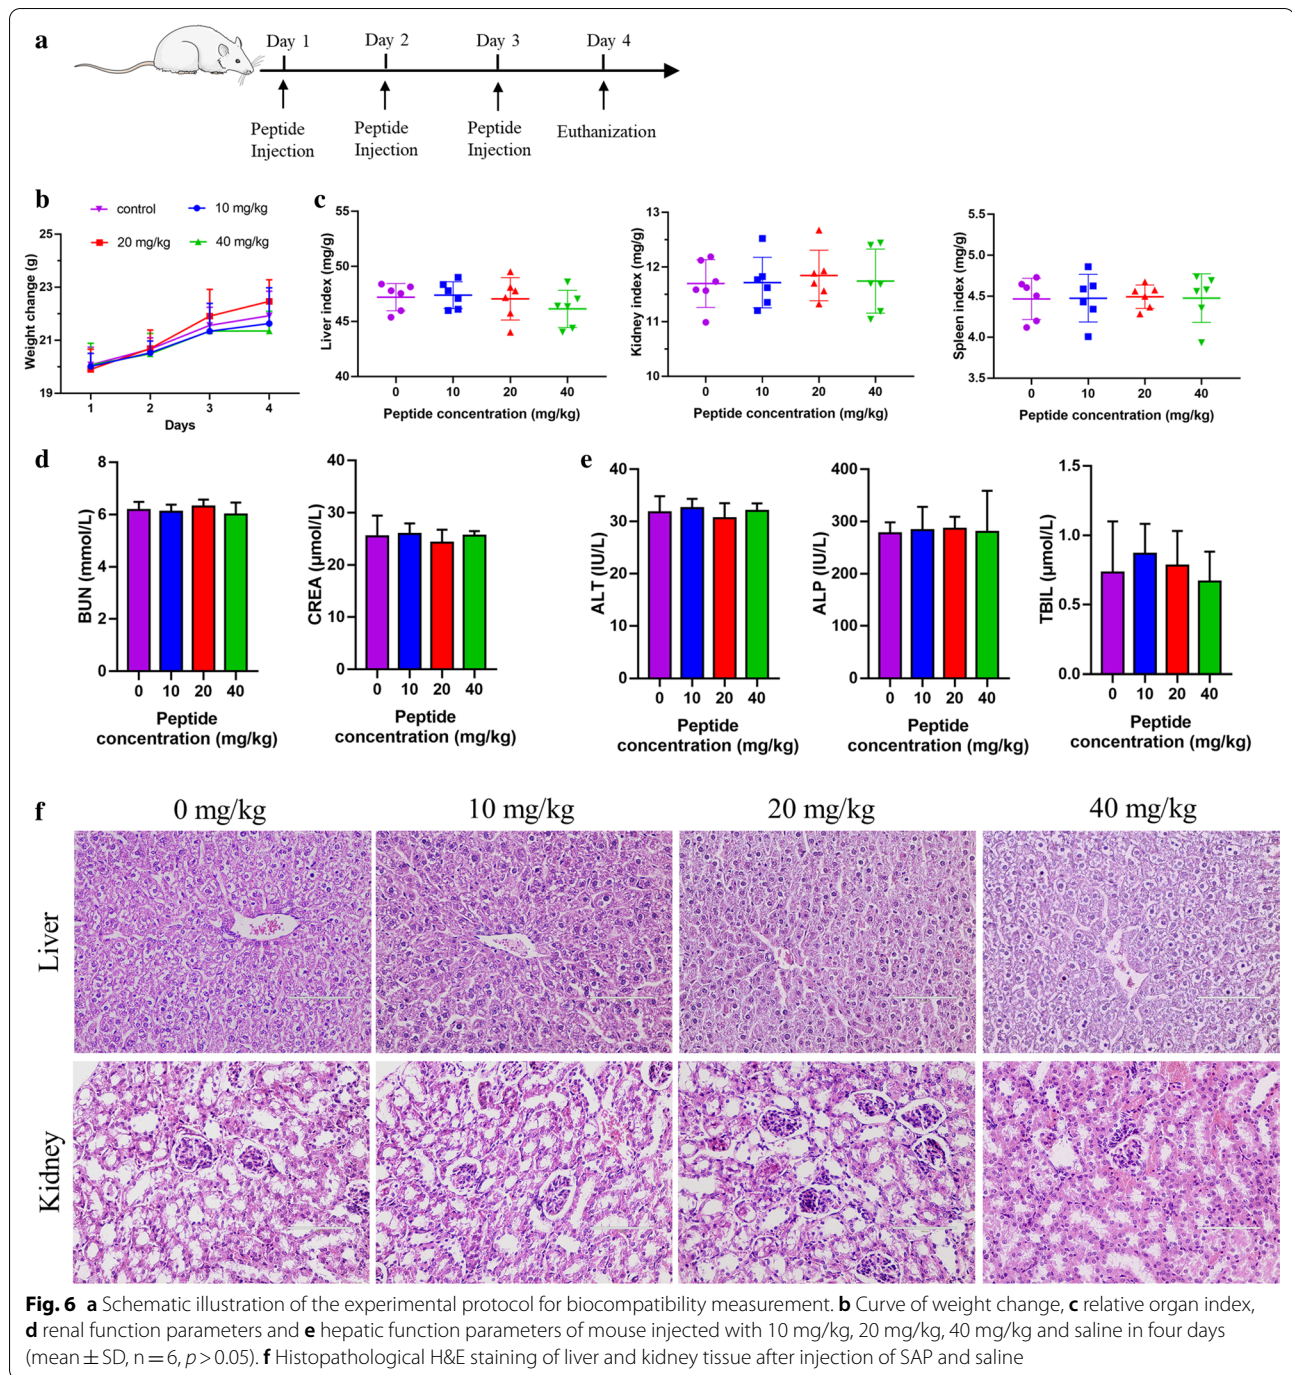 a
Day 1 Day 2 Day 3 Day 4
Peptide Injection
Peptide Injection
Peptide Injection
Euthanization
b
control 10 mg/kg
20 mg/kg 40 mg/kg
Weight change (g)
25
23
21
19
1 2 3 4
Days
c
Liver index (mg/g)
55
50
45
40
0 10 20 40
Peptide concentration (mg/kg)
Kidney index (mg/g)
13
12
11
10
0 10 20 40
Peptide concentration (mg/kg)
Spleen index (mg/g)
5.5
5.0
4.5
4.0
3.5
0 10 20 40
Peptide concentration (mg/kg)
d
BUN (mmol/L)
8
6
4
2
0
0 10 20 40
Peptide
concentration (mg/kg)
CREA (μmol/L)
40
30
20
10
0
0 10 20 40
Peptide
concentration (mg/kg)
e
ALT (IU/L)
40
30
20
10
0
0 10 20 40
Peptide
concentration (mg/kg)
ALP (IU/L)
400
300
200
100
0
0 10 20 40
Peptide
concentration (mg/kg)
TBIL (μmol/L)
1.5
1.0
0.5
0.0
0 10 20 40
Peptide
concentration (mg/kg)
f
0 mg/kg 10 mg/kg 20 mg/kg 40 mg/kg
Liver
Kidney
Fig. 6 a Schematic illustration of the experimental protocol for biocompatibility measurement. b Curve of weight change, c relative organ index,
d renal function parameters and e hepatic function parameters of mouse injected with 10 mg/kg, 20 mg/kg, 40 mg/kg and saline in four days
(mean ± SD, n = 6, p > 0.05). f Histopathological H&E staining of liver and kidney tissue after injection of SAP and saline